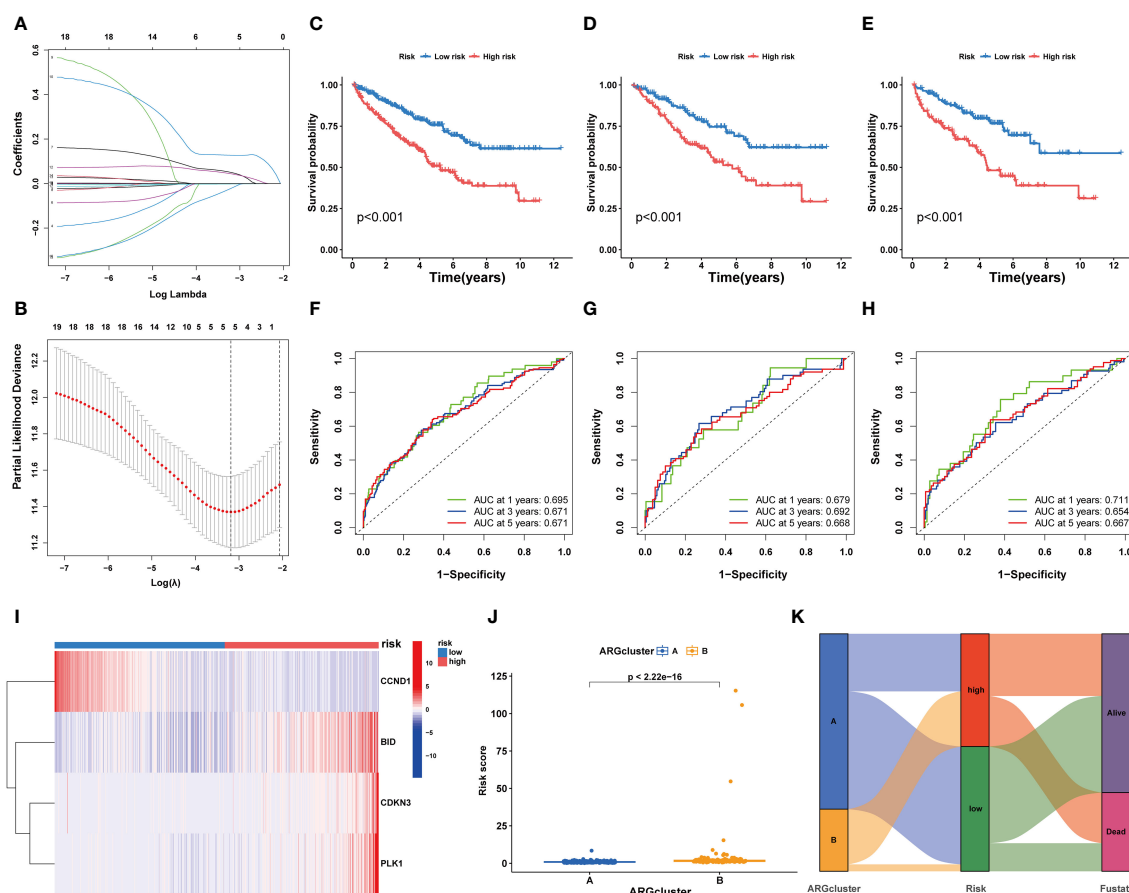 A
18 18 14 6 5 0
0.6
0.4
0.2
0.0
−0.2
Coefficients
−7 −6 −5 −4 −3 −2
Log Lambda
B
19 18 18 18 18 16 14 12 10 5 5 5 5 4 3 1
12.2
12.0
11.8
11.6
11.4
11.2
Partial Likelihood Deviance
−7 −6 −5 −4 −3 −2
Log(λ)
C
Risk Low risk High risk
1.00
0.75
0.50
0.25
0.00
Survival probability
p<0.001
0 2 4 6 8 10 12
Time(years)
D
Risk Low risk High risk
1.00
0.75
0.50
0.25
0.00
Survival probability
p<0.001
0 1 2 3 4 5 6 7 8 9 10 11 12
Time(years)
E
Risk Low risk High risk
1.00
0.75
0.50
0.25
0.00
Survival probability
p<0.001
0 2 4 6 8 10 12
Time(years)
F
1.0
0.8
0.6
0.4
0.2
0.0
Sensitivity
AUC at 1 years: 0.695
AUC at 3 years: 0.671
AUC at 5 years: 0.671
0.0 0.2 0.4 0.6 0.8 1.0
1-Specificity
G
1.0
0.8
0.6
0.4
0.2
0.0
Sensitivity
AUC at 1 years: 0.679
AUC at 3 years: 0.692
AUC at 5 years: 0.668
0.0 0.2 0.4 0.6 0.8 1.0
1-Specificity
H
1.0
0.8
0.6
0.4
0.2
0.0
Sensitivity
AUC at 1 years: 0.711
AUC at 3 years: 0.654
AUC at 5 years: 0.667
0.0 0.2 0.4 0.6 0.8 1.0
1-Specificity
I
risk
CCND1
BID
CDKN3
PLK1
10
5
0
−5
−10
risk
low
high
J
ARGcluster A B
125
100
75
50
25
0
Risk score
p < 2.22e−16
A B
ARGcluster
K
A
B
high
low
Alive
Dead
ARGcluster Risk Fustat